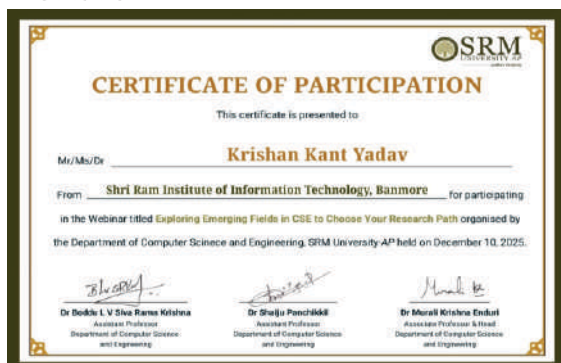 SRM
UNIVERSITY AP
CERTIFICATE OF PARTICIPATION
This certificate is presented to
Mr/Ms/Dr Krishan Kant Yadav
From Shri Ram Institute of Information Technology, Banmore for participating
in the Webinar titled Exploring Emerging Fields in CSE to Choose Your Research Path organised by
the Department of Computer Scinece and Engineering, SRM University-AP held on December 10, 2025.
Dr Boddu L V Siva Rama Krishna Dr Shaiju Panchikkil Dr Murali Krishna Enduri
Assistant Professor Assistant Professor Associate Professor & Head
Department of Computer Science Department of Computer Science Department of Computer Science
and Engineering and Engineering and Engineering